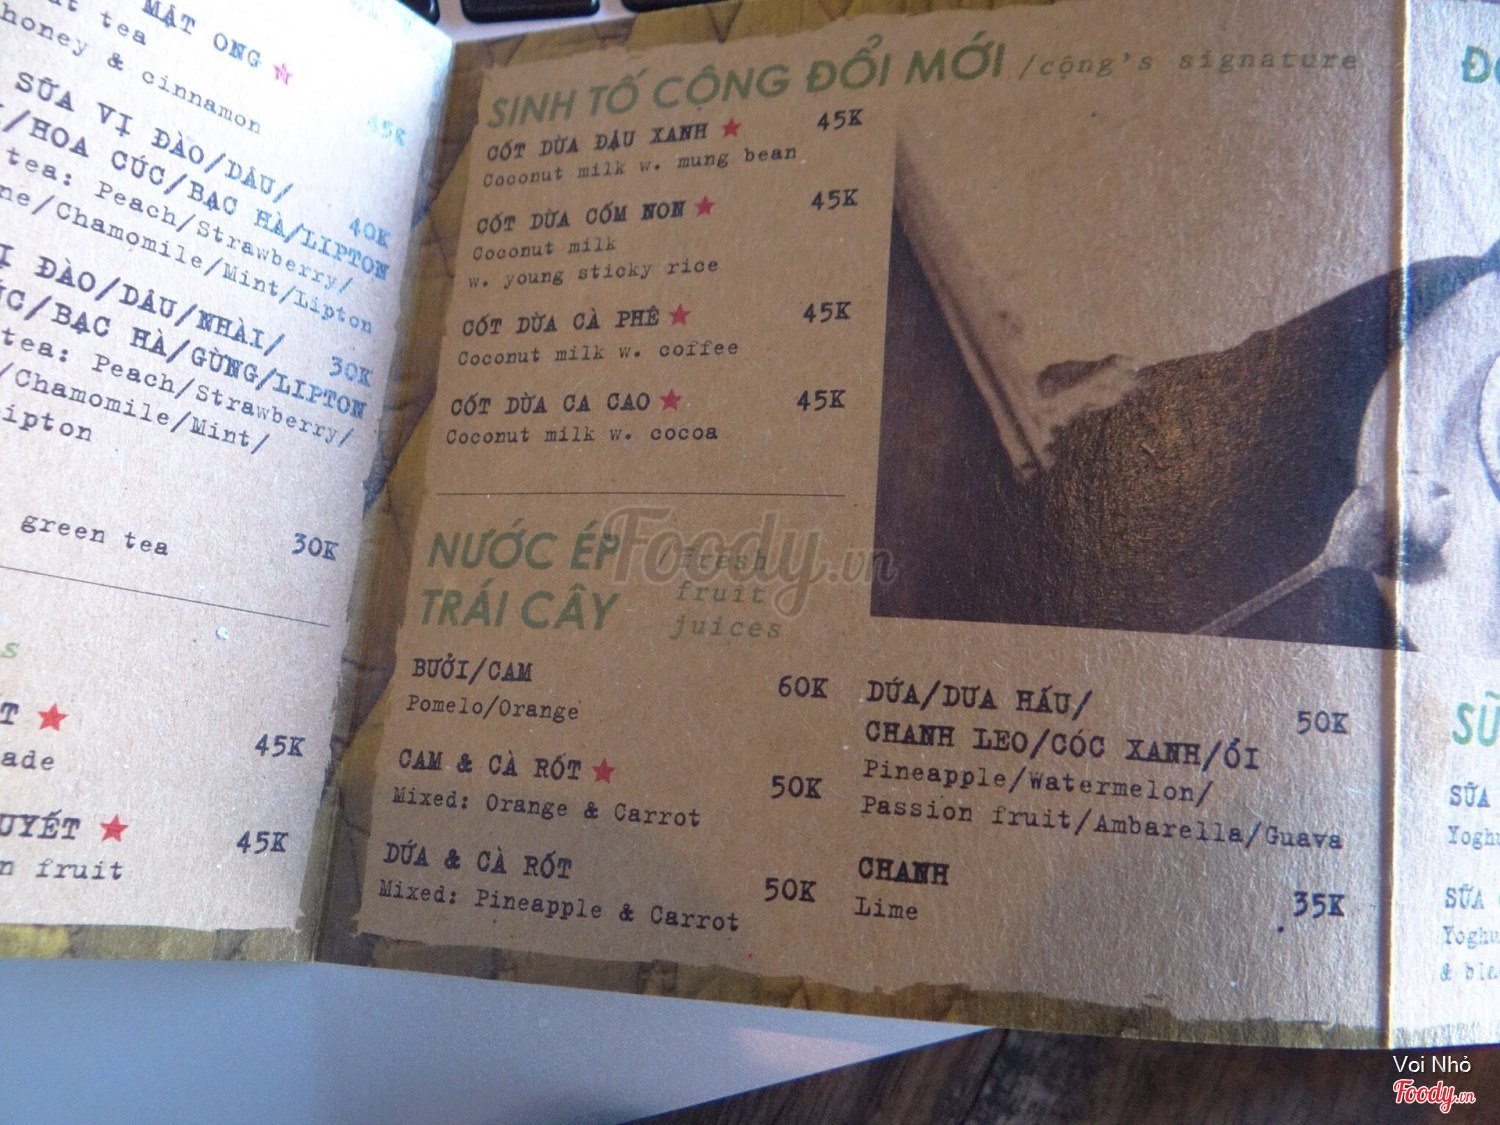 MẬT ONG
tea
honey & cinnamon
45K
SỮA VỊ ĐÀO/DÂU/
/HOA CÚC/BẠC HÀ/LIPTON
40K
tea: Peach/Strawberry/
/Chamomile/Mint/Lipton
ĐÀO/DÂU/NHÀI/
/BẠC HÀ/GỪNG/LIPTON
30K
tea: Peach/Strawberry/
/Chamomile/Mint/
green tea
30K
45K
UYẾT
45K
fruit
SINH TỐ CỘNG ĐỔI MỚI /cộng's signature
CỐT DỪA ĐẬU XANH 45K
Coconut milk w. mung bean
CỐT DỪA CỐM NON 45K
Coconut milk
w. young sticky rice
CỐT DỪA CÀ PHÊ 45K
Coconut milk w. coffee
CỐT DỪA CA CAO 45K
Coconut milk w. cocoa
NƯỚC ÉP
TRÁI CÂY
/fresh
fruit
juices
BƯỞI/CAM 60K
Pomelo/Orange
CAM & CÀ RỐT 50K
Mixed: Orange & Carrot
DỨA & CÀ RỐT 50K
Mixed: Pineapple & Carrot
DỨA/DƯA HẤU/
CHANH LEO/CÓC XANH/ỔI 50K
Pineapple/Watermelon/
Passion fruit/Ambarella/Guava
CHANH
Lime 35K
SỮA
SỮA
Foody.vn
Voi Nhỏ
Foody.vn